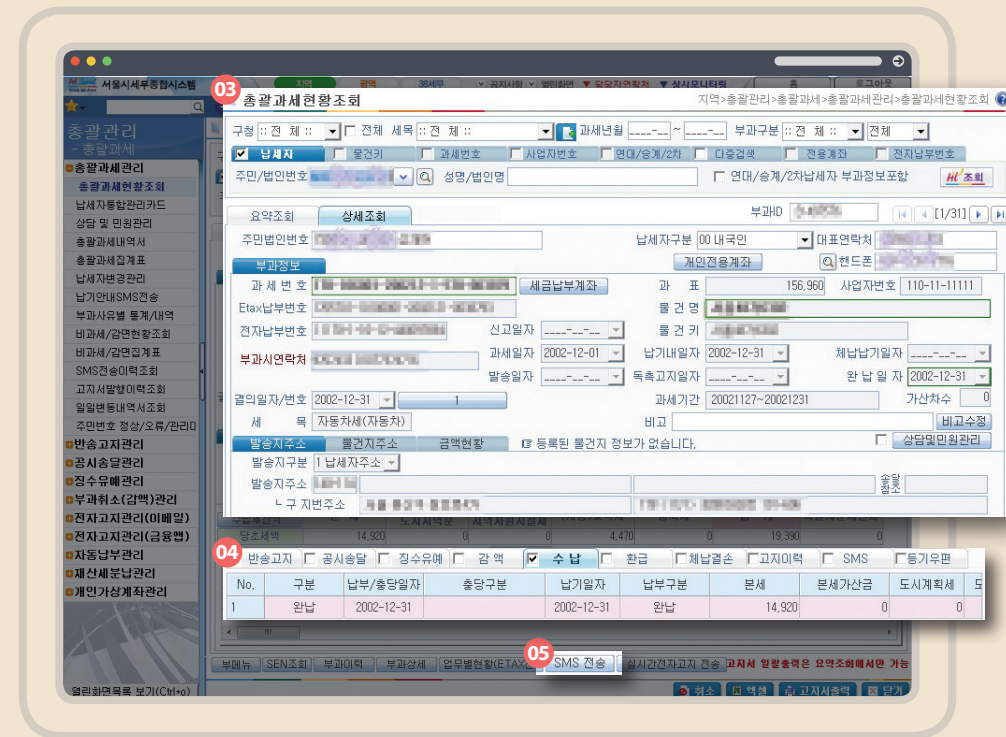 서울시세무종합시스템
지역
광역
38세무
공지사항
열린화면
▼ 담당자연락처
▼ 상시모니터링
홈
로그아웃
총괄관리
- 총괄과세
총괄과세관리
총괄과세현황조회
납세자통합관리카드
상담 및 민원관리
총괄과세내역서
총괄과세집계표
납세자변경관리
납기안내SMS전송
부과사유별 통계/내역
비과세/감면현황조회
비과세/감면집계표
SMS전송이력조회
고지서발행이력조회
일일변동내역서조회
주민번호 정상/오류/관리
반송고지관리
공시송달관리
징수유예관리
부과취소(감액)관리
전자고지관리(이메일)
전자고지관리(금융앱)
자동납부관리
재산세분납관리
개인가상계좌관리
열린화면목록 보기(Ctrl+o)
03
총괄과세현황조회
지역>총괄관리>총괄과세>총괄과세관리>총괄과세현황조회
구청 :: 전 체 :: 전체 세목 :: 전 체 :: 과세년월 ____-__ ~ ____-__ 부과구분 :: 전 체 :: 전체
납세자 물건키 과세번호 사업자번호 연대/승계/2차 다중검색 전용계좌 전자납부번호
주민/법인번호 성명/법인명 연대/승계/2차납세자 부과정보포함 Hi/조회
요약조회 상세조회 부과ID [1/31]
주민법인번호 납세자구분 00 내국인 대표연락처
부과정보 개인전용계좌 핸드폰
과 세 번 호 세금납부계좌 과 표 156,960 사업자번호 110-11-11111
Etax납부번호 물 건 명
전자납부번호 신고일자 ____-__-__ 물 건 키
부과시연락처 과세일자 2002-12-01 납기내일자 2002-12-31 체납납기일자 ____-__-__
발송일자 ____-__-__ 독촉고지일자 ____-__-__ 완 납 일 자 2002-12-31
결의일자/번호 2002-12-31 1 과세기간 20021127~20021231 가산차수 0
세 목 자동차세(자동차) 비고 비고수정
발송지주소 물건지주소 금액현황 ☞ 등록된 물건지 정보가 없습니다. 상담및민원관리
발송지구분 1 납세자주소
발송지주소 송달참조
ㄴ구 지번주소
당초세액 14,920 0 0 4,470 0 19,390 0
04
반송고지 공시송달 징수유예 감 액 수 납 환급 체납결손 고지이력 SMS 등기우편
No. 구분 납부/충당일자 충당구분 납기일자 납부구분 본세 본세가산금 도시계획세 도
1 완납 2002-12-31 2002-12-31 완납 14,920 0 0
05
부메뉴 SEN조회 부과이력 부과상세 업무별현황(ETAX SMS 전송 실시간전자고지 전송 고지서 일괄출력은 요약조회에서만 가능
취소 엑셀 고지서출력 닫기